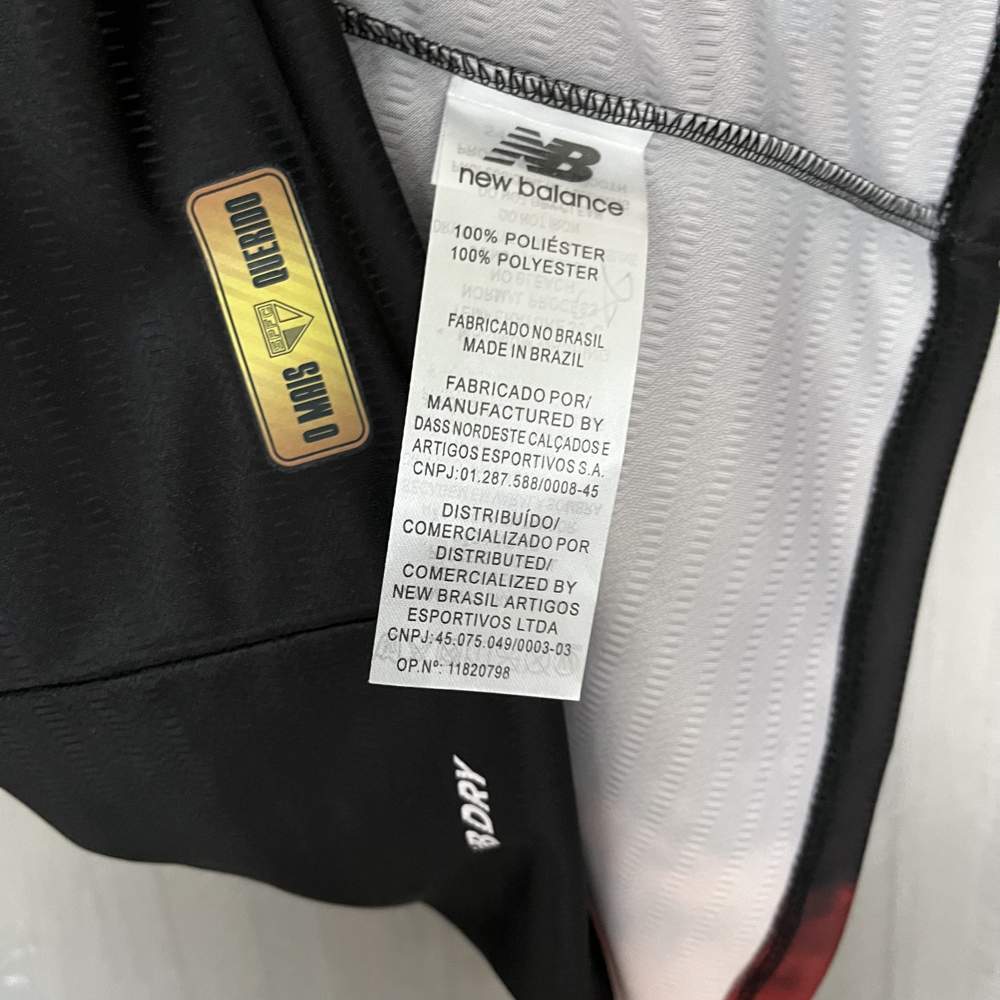 O MAIS SPFC QUERIDO
NB
new balance
100% POLIÉSTER
100% POLYESTER
FABRICADO NO BRASIL
MADE IN BRAZIL
FABRICADO POR/
MANUFACTURED BY
DASS NORDESTE CALÇADOS E
ARTIGOS ESPORTIVOS S.A.
CNPJ:01.287.588/0008-45
DISTRIBUÍDO/
COMERCIALIZADO POR
DISTRIBUTED/
COMERCIALIZED BY
NEW BRASIL ARTIGOS
ESPORTIVOS LTDA
CNPJ:45.075.049/0003-03
OP.Nº: 11820798
BDRY